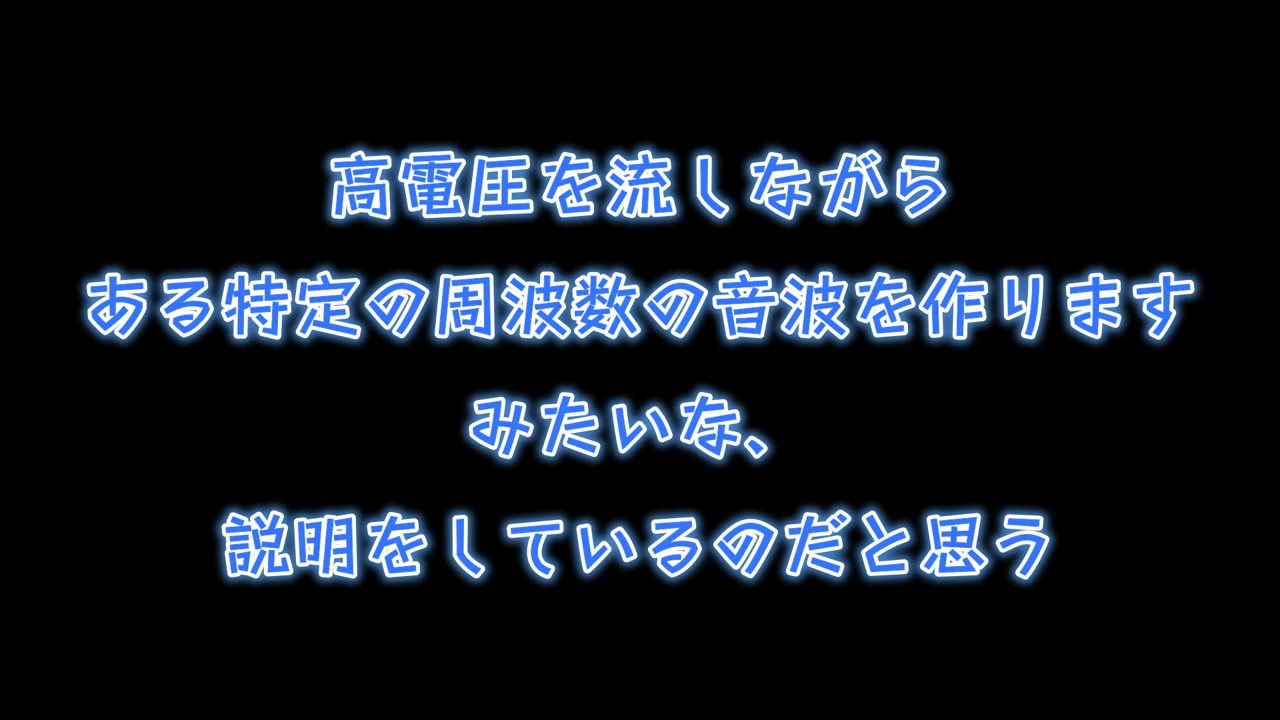 高電圧を流しながら
ある特定の周波数の音波を作ります
みたいな、
説明をしているのだと思う